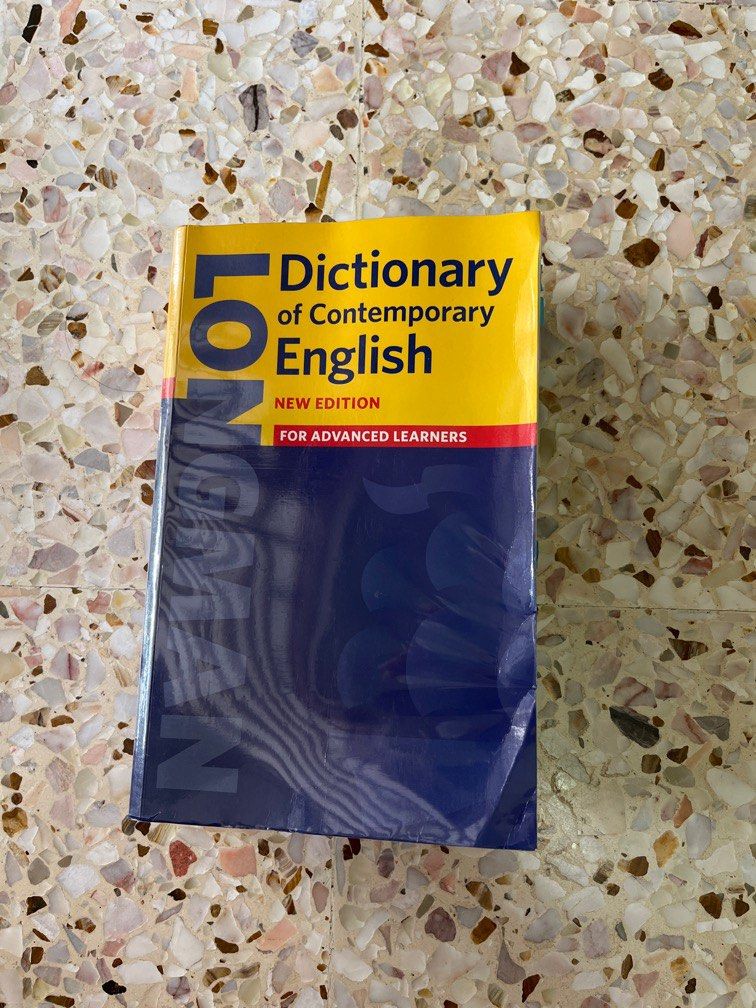 LONGMAN
Dictionary
of Contemporary
English
NEW EDITION
FOR ADVANCED LEARNERS